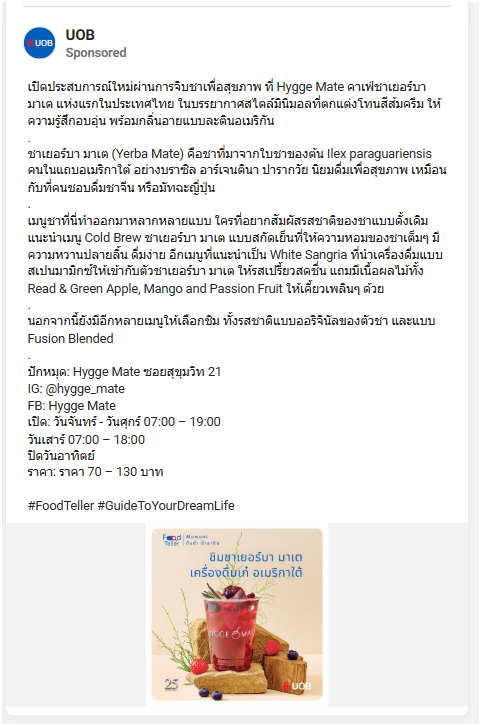 UOB
UOB
Sponsored
เปิดประสบการณ์ใหม่ผ่านการจิบชาเพื่อสุขภาพ ที่ Hygge Mate คาเฟ่ชาเยอร์บา
มาเต แห่งแรกในประเทศไทย ในบรรยากาศสไตล์มินิมอลที่ตกแต่งโทนสีส้มครีม ให้
ความรู้สึกอบอุ่น พร้อมกลิ่นอายแบบละตินอเมริกัน
.
ชาเยอร์บา มาเต (Yerba Mate) คือชาที่มาจากใบชาของต้น Ilex paraguariensis
คนในแถบอเมริกาใต้ อย่างบราซิล อาร์เจนตินา ปารากวัย นิยมดื่มเพื่อสุขภาพ เหมือน
กับที่คนชอบดื่มชาจีน หรือมัทฉะญี่ปุ่น
.
เมนูชาที่นี่ทำออกมาหลากหลายแบบ ใครที่อยากสัมผัสรสชาติของชาแบบดั้งเดิม
แนะนำเมนู Cold Brew ชาเยอร์บา มาเต แบบสกัดเย็นที่ให้ความหอมของชาเต็มๆ มี
ความหวานปลายลิ้น ดื่มง่าย อีกเมนูที่แนะนำเป็น White Sangria ที่นำเครื่องดื่มแบบ
สเปนมามิกซ์ให้เข้ากับตัวชาเยอร์บา มาเต ให้รสเปรี้ยวสดชื่น แถมมีเนื้อผลไม้ทั้ง
Read & Green Apple, Mango and Passion Fruit ให้เคี้ยวเพลินๆ ด้วย
.
นอกจากนี้ยังมีอีกหลายเมนูให้เลือกชิม ทั้งรสชาติแบบออริจินัลของตัวชา และแบบ
Fusion Blended
.
ปักหมุด: Hygge Mate ซอยสุขุมวิท 21
IG: @hygge_mate
FB: Hygge Mate
เปิด: วันจันทร์ - วันศุกร์ 07:00 – 19:00
วันเสาร์ 07:00 – 18:00
ปิดวันอาทิตย์
ราคา: ราคา 70 – 130 บาท
#FoodTeller #GuideToYourDreamLife
Food
Teller
ชิมชาเยอร์บา มาเต
เครื่องดื่มเก๋ อเมริกาใต้
HYGGE MA
25
UOB